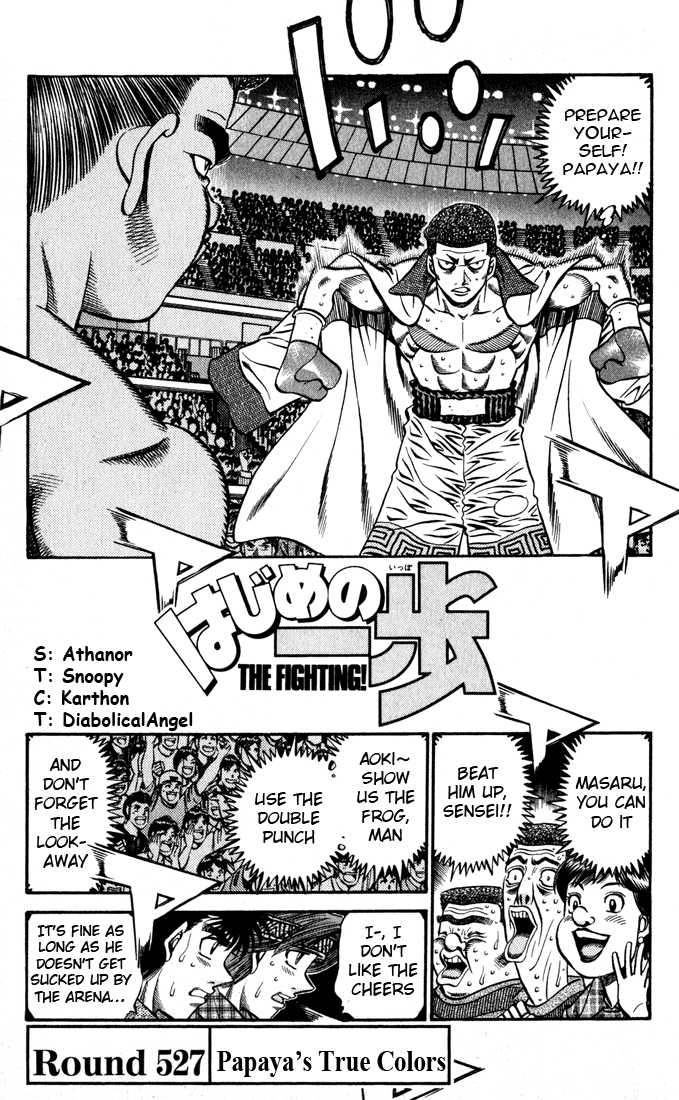 PREPARE
YOUR-
SELF!
PAPAYA!!
はじめの一歩
いっぽ
THE FIGHTING!
S: Athanor
T: Snoopy
C: Karthon
T: DiabolicalAngel
MASARU,
YOU CAN
DO IT
BEAT
HIM UP,
SENSEI!!
AOKI~
SHOW
US THE
FROG,
MAN
USE THE
DOUBLE
PUNCH
AND
DON'T
FORGET
THE
LOOK-
AWAY
I-, I
DON'T
LIKE THE
CHEERS
IT'S FINE AS
LONG AS HE
DOESN'T GET
SUCKED UP BY
THE ARENA...
Round 527
Papaya's True Colors